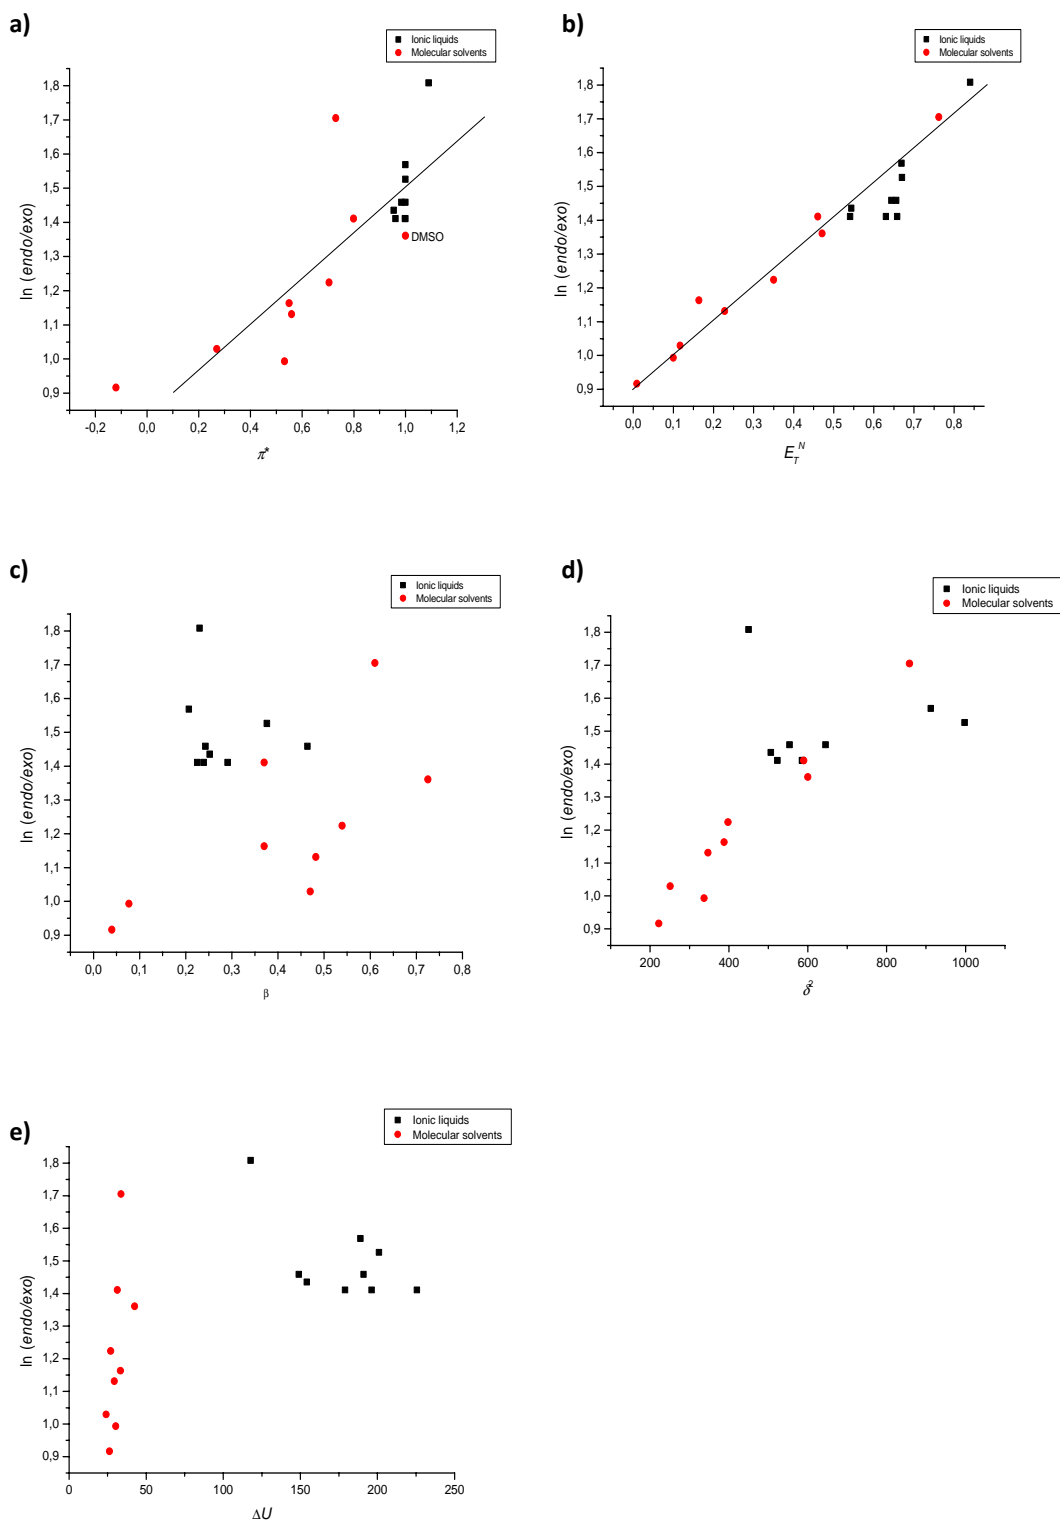 a)
Ionic liquids
Molecular solvents
1,8
1,7
1,6
1,5
1,4
1,3
1,2
1,1
1,0
0,9
ln (endo/exo)
DMSO
-0,2 0,0 0,2 0,4 0,6 0,8 1,0 1,2
π*
b)
Ionic liquids
Molecular solvents
1,8
1,7
1,6
1,5
1,4
1,3
1,2
1,1
1,0
0,9
ln (endo/exo)
0,0 0,1 0,2 0,3 0,4 0,5 0,6 0,7 0,8
E_T^N
c)
Ionic liquids
Molecular solvents
1,8
1,7
1,6
1,5
1,4
1,3
1,2
1,1
1,0
0,9
ln (endo/exo)
0,0 0,1 0,2 0,3 0,4 0,5 0,6 0,7 0,8
β
d)
Ionic liquids
Molecular solvents
1,8
1,7
1,6
1,5
1,4
1,3
1,2
1,1
1,0
0,9
ln (endo/exo)
200 400 600 800 1000
δ²
e)
Ionic liquids
Molecular solvents
1,8
1,7
1,6
1,5
1,4
1,3
1,2
1,1
1,0
0,9
ln (endo/exo)
0 50 100 150 200 250
ΔU